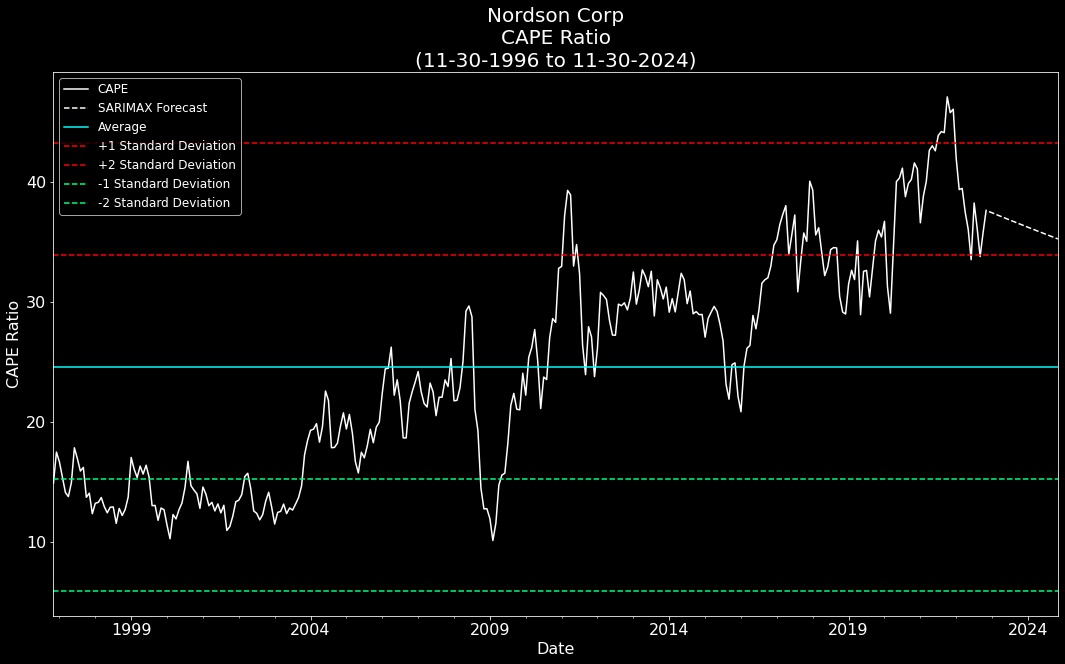 Nordson Corp
CAPE Ratio
(11-30-1996 to 11-30-2024)
CAPE
SARIMAX Forecast
Average
+1 Standard Deviation
+2 Standard Deviation
-1 Standard Deviation
-2 Standard Deviation
CAPE Ratio
40
30
20
10
1999
2004
2009
2014
2019
2024
Date